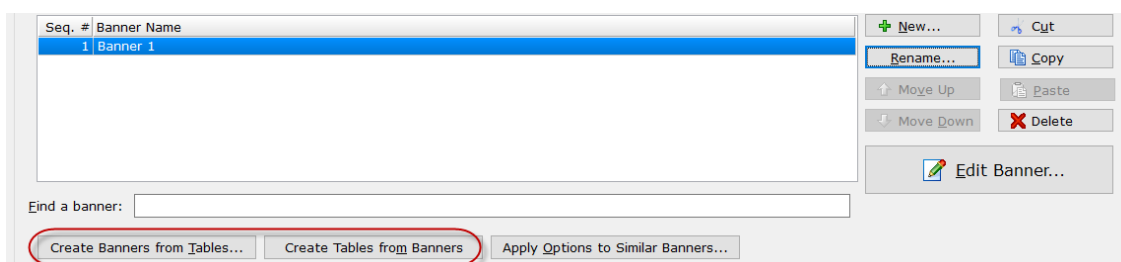 Seq. # Banner Name
1 Banner 1
New...
Cut
Rename...
Copy
Move Up
Paste
Move Down
Delete
Edit Banner...
Find a banner:
Create Banners from Tables... Create Tables from Banners Apply Options to Similar Banners...